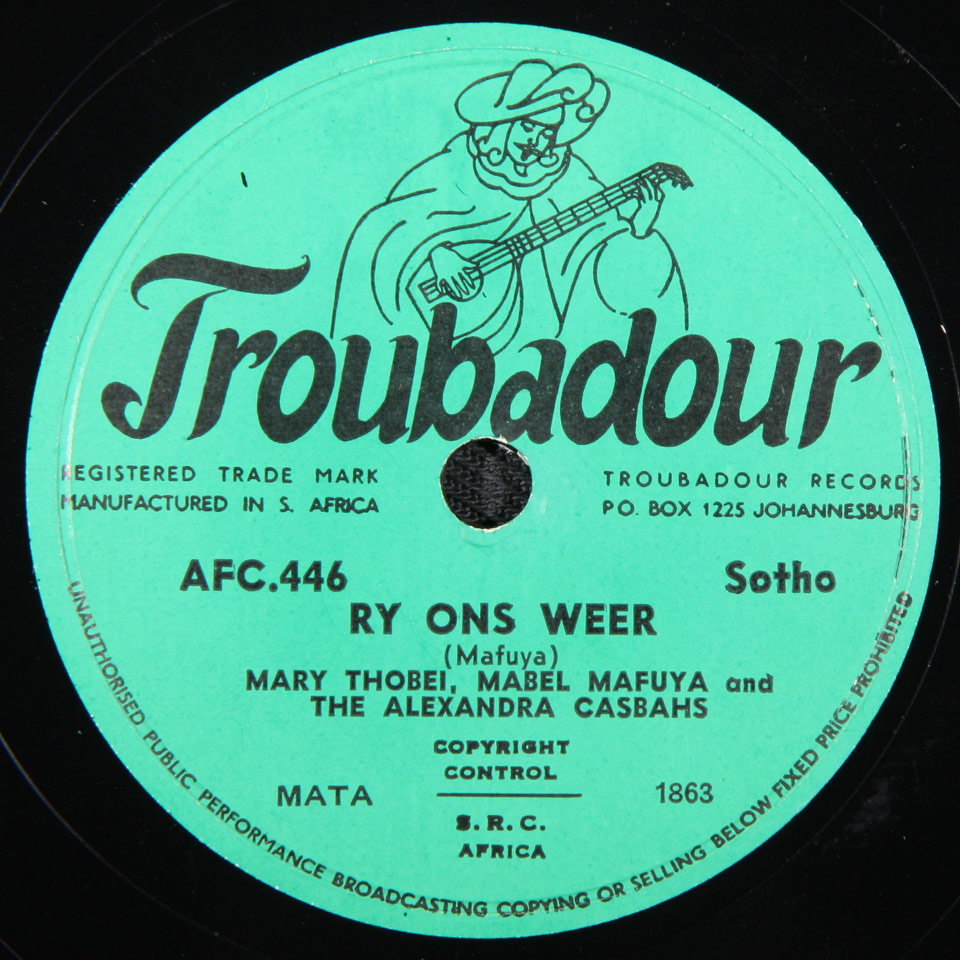 Troubadour
REGISTERED TRADE MARK
MANUFACTURED IN S. AFRICA
TROUBADOUR RECORDS
P.O. BOX 1225 JOHANNESBURG
AFC.446
Sotho
RY ONS WEER
(Mafuya)
MARY THOBEI, MABEL MAFUYA and
THE ALEXANDRA CASBAHS
COPYRIGHT
CONTROL
MATA
1863
S. R. C.
AFRICA
UNAUTHORISED PUBLIC PERFORMANCE BROADCASTING COPYING OR SELLING BELOW FIXED PRICE PROHIBITED